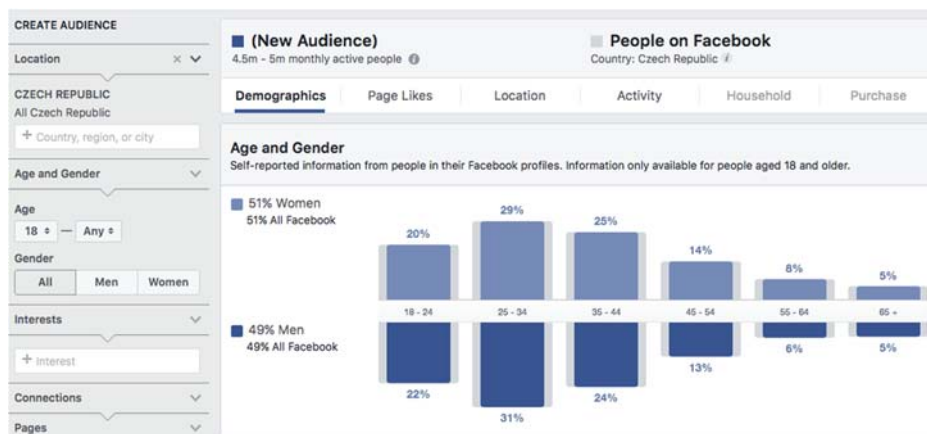 CREATE AUDIENCE
Location
CZECH REPUBLIC
All Czech Republic
+ Country, region, or city
Age and Gender
Age
18 — Any
Gender
All Men Women
Interests
+ Interest
Connections
Pages
(New Audience)
4.5m - 5m monthly active people
People on Facebook
Country: Czech Republic
Demographics Page Likes Location Activity Household Purchase
Age and Gender
Self-reported information from people in their Facebook profiles. Information only available for people aged 18 and older.
51% Women
51% All Facebook
20% 29% 25% 14% 8% 5%
18 - 24 25 - 34 35 - 44 45 - 54 55 - 64 65 +
49% Men
49% All Facebook
22% 31% 24% 13% 6% 5%